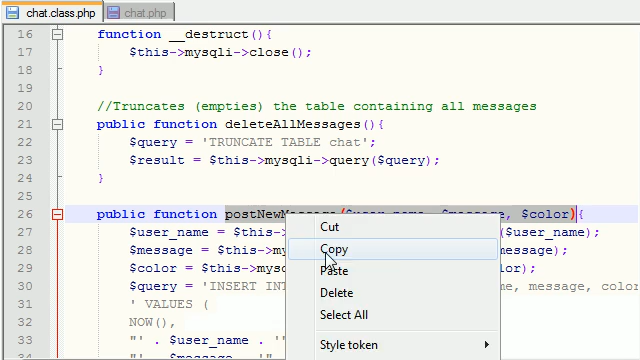 chat.class.php chat.php
16 function __destruct(){
17 $this->mysqli->close();
18 }
19
20 //Truncates (empties) the table containing all messages
21 public function deleteAllMessages(){
22 $query = 'TRUNCATE TABLE chat';
23 $result = $this->mysqli->query($query);
24 }
25
26 public function postNewMessage($user_name, $message, $color){
27 $user_name = $this-> ($user_name);
Cut
28 $message = $this->m message);
Copy
29 $color = $this->mys lor);
Paste
30 $query = 'INSERT INT me, message, color
Delete
31 ' VALUES (
Select All
32 NOW(),
33 "' . $user_name . '"
Style token
"' . $message . '"